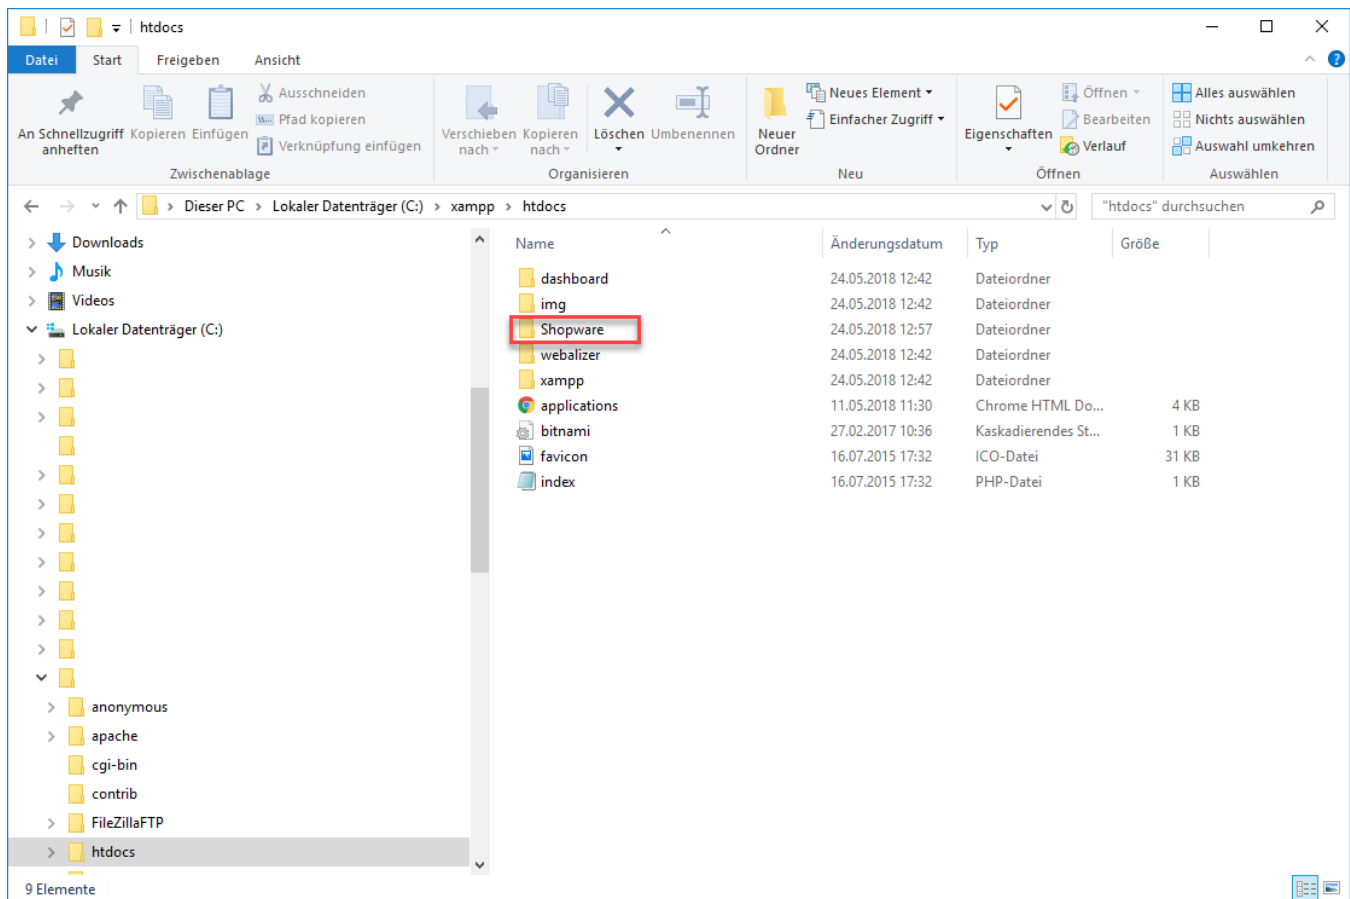 htdocs
Datei Start Freigeben Ansicht
An Schnellzugriff anheften
Kopieren
Einfügen
Ausschneiden
Pfad kopieren
Verknüpfung einfügen
Zwischenablage
Verschieben nach
Kopieren nach
Löschen
Umbenennen
Organisieren
Neuer Ordner
Neues Element
Einfacher Zugriff
Neu
Eigenschaften
Öffnen
Bearbeiten
Verlauf
Öffnen
Alles auswählen
Nichts auswählen
Auswahl umkehren
Auswählen
Dieser PC > Lokaler Datenträger (C:) > xampp > htdocs
"htdocs" durchsuchen
Downloads
Musik
Videos
Lokaler Datenträger (C:)
anonymous
apache
cgi-bin
contrib
FileZillaFTP
htdocs
Name Änderungsdatum Typ Größe
dashboard 24.05.2018 12:42 Dateiordner
img 24.05.2018 12:42 Dateiordner
Shopware 24.05.2018 12:57 Dateiordner
webalizer 24.05.2018 12:42 Dateiordner
xampp 24.05.2018 12:42 Dateiordner
applications 11.05.2018 11:30 Chrome HTML Do... 4 KB
bitnami 27.02.2017 10:36 Kaskadierendes St... 1 KB
favicon 16.07.2015 17:32 ICO-Datei 31 KB
index 16.07.2015 17:32 PHP-Datei 1 KB
9 Elemente